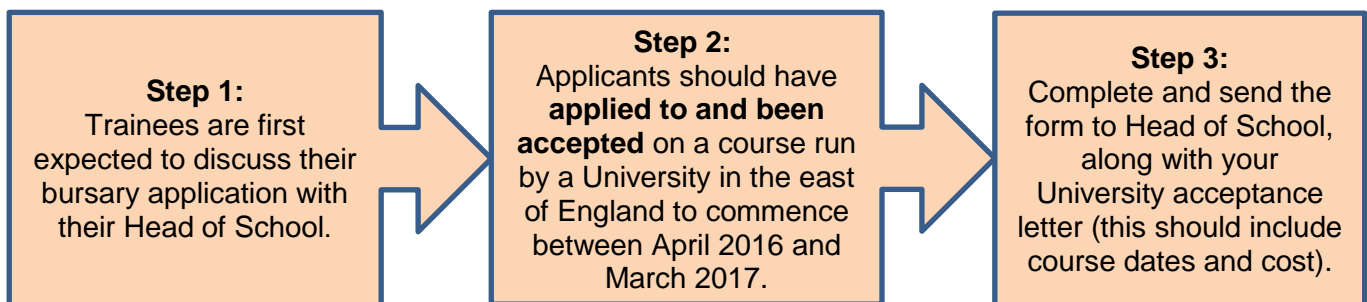 Step 1:
Trainees are first
expected to discuss their
bursary application with
their Head of School.
Step 2:
Applicants should have
applied to and been
accepted on a course run
by a University in the east
of England to commence
between April 2016 and
March 2017.
Step 3:
Complete and send the
form to Head of School,
along with your
University acceptance
letter (this should include
course dates and cost).